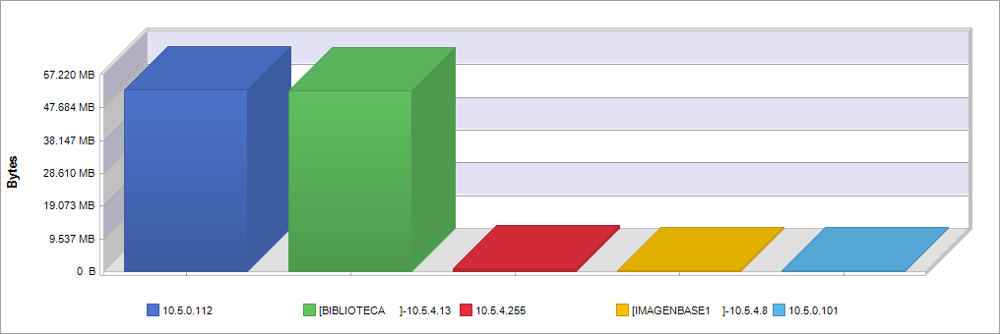 57.220 MB
47.684 MB
38.147 MB
28.610 MB
19.073 MB
9.537 MB
0 B
Bytes
10.5.0.112 [BIBLIOTECA ]-10.5.4.13 10.5.4.255 [IMAGENBASE1 ]-10.5.4.8 10.5.0.101